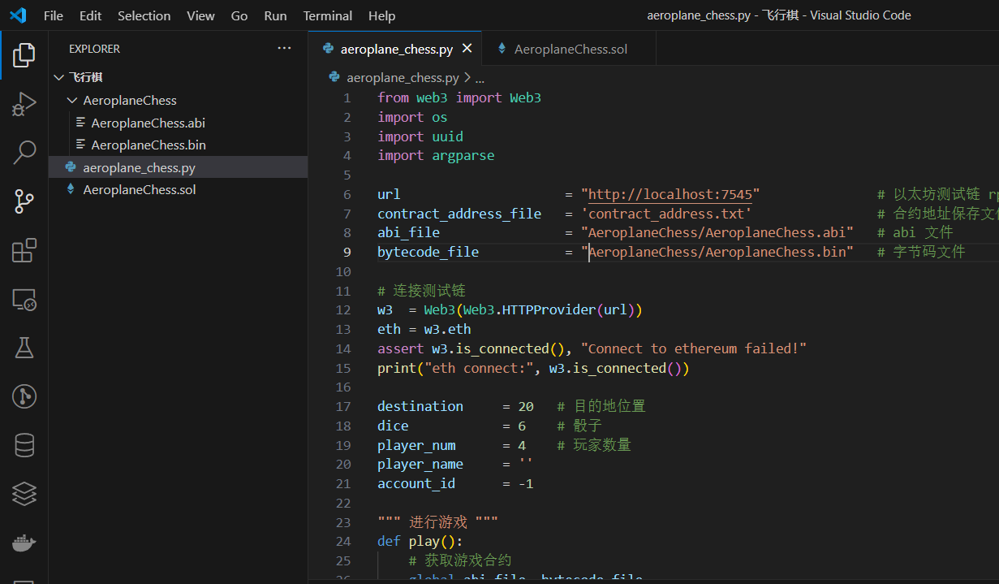 File Edit Selection View Go Run Terminal Help
aeroplane_chess.py - 飞行棋 - Visual Studio Code
EXPLORER ...
飞行棋
AeroplaneChess
AeroplaneChess.abi
AeroplaneChess.bin
aeroplane_chess.py
AeroplaneChess.sol
aeroplane_chess.py AeroplaneChess.sol
aeroplane_chess.py > ...
1 from web3 import Web3
2 import os
3 import uuid
4 import argparse
5
6 url = "http://localhost:7545" # 以太坊测试链 rp
7 contract_address_file = 'contract_address.txt' # 合约地址保存文件
8 abi_file = "AeroplaneChess/AeroplaneChess.abi" # abi 文件
9 bytecode_file = "AeroplaneChess/AeroplaneChess.bin" # 字节码文件
10
11 # 连接测试链
12 w3 = Web3(Web3.HTTPProvider(url))
13 eth = w3.eth
14 assert w3.is_connected(), "Connect to ethereum failed!"
15 print("eth connect:", w3.is_connected())
16
17 destination = 20 # 目的地位置
18 dice = 6 # 骰子
19 player_num = 4 # 玩家数量
20 player_name = ''
21 account_id = -1
22
23 """ 进行游戏 """
24 def play():
25 # 获取游戏合约
26 global abi_file, bytecode_file